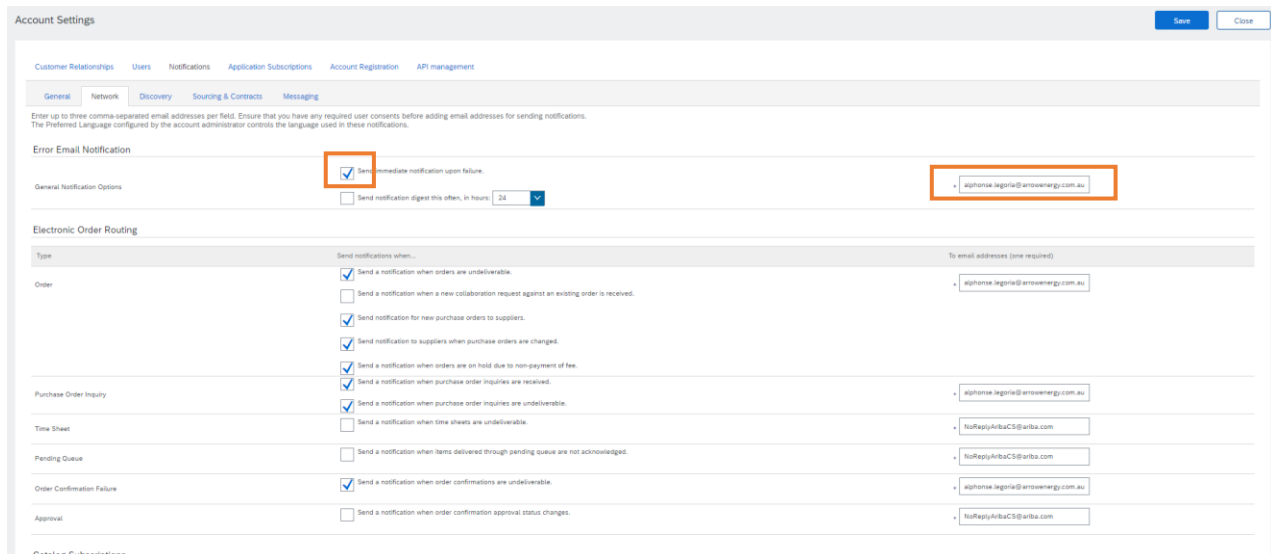 Account Settings
Save
Close
Customer Relationships Users Notifications Application Subscriptions Account Registration API management
General Network Discovery Sourcing & Contracts Messaging
Enter up to three comma-separated email addresses per field. Ensure that you have any required user consents before adding email addresses for sending notifications.
The Preferred Language configured by the account administrator controls the language used in these notifications.
Error Email Notification
General Notification Options
Send immediate notification upon failure.
Send notification digest this often, in hours: 24
* alphonse.legoria@arrowenergy.com.au
Electronic Order Routing
Type Send notifications when... To email addresses (one required)
Order
Send a notification when orders are undeliverable.
* alphonse.legoria@arrowenergy.com.au
Send a notification when a new collaboration request against an existing order is received.
Send notification for new purchase orders to suppliers.
Send notification to suppliers when purchase orders are changed.
Send a notification when orders are on hold due to non-payment of fee.
Purchase Order Inquiry
Send a notification when purchase order inquiries are received.
Send a notification when purchase order inquiries are undeliverable.
* alphonse.legoria@arrowenergy.com.au
Time Sheet
Send a notification when time sheets are undeliverable.
* NoReplyAribaCS@ariba.com
Pending Queue
Send a notification when items delivered through pending queue are not acknowledged.
* NoReplyAribaCS@ariba.com
Order Confirmation Failure
Send a notification when order confirmations are undeliverable.
* alphonse.legoria@arrowenergy.com.au
Approval
Send a notification when order confirmation approval status changes.
* NoReplyAribaCS@ariba.com